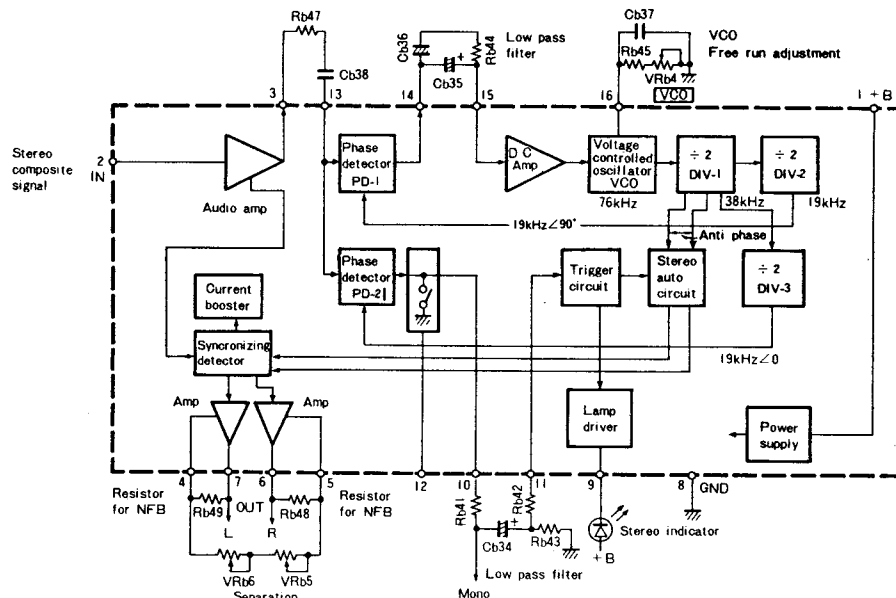 Rb47
Cb38
3
13
Cb36
Rb44
Cb35
Low pass
filter
14
15
Cb37
Rb45
VRb4
VCO
16
VCO
Free run adjustment
1 +B
Stereo
composite
signal
2
IN
Audio amp
Phase
detector
PD-1
DC
Amp
Voltage
controlled
oscillator
VCO
76kHz
÷ 2
DIV-1
38kHz
÷ 2
DIV-2
19kHz
19kHz∠90°
Anti phase
Phase
detector
PD-2
Trigger
circuit
Stereo
auto
circuit
÷ 2
DIV-3
19kHz∠0
Current
booster
Syncronizing
detector
Amp
Amp
Lamp
driver
Power
supply
4
7
6
5
12
10
11
9
8
GND
Resistor
for NFB
Rb49
OUT
Rb48
Resistor
for NFB
L
R
VRb6
VRb5
Separation
Rb41
Rb42
Cb34
Rb43
Low pass filter
Mono
Stereo indicator
+B